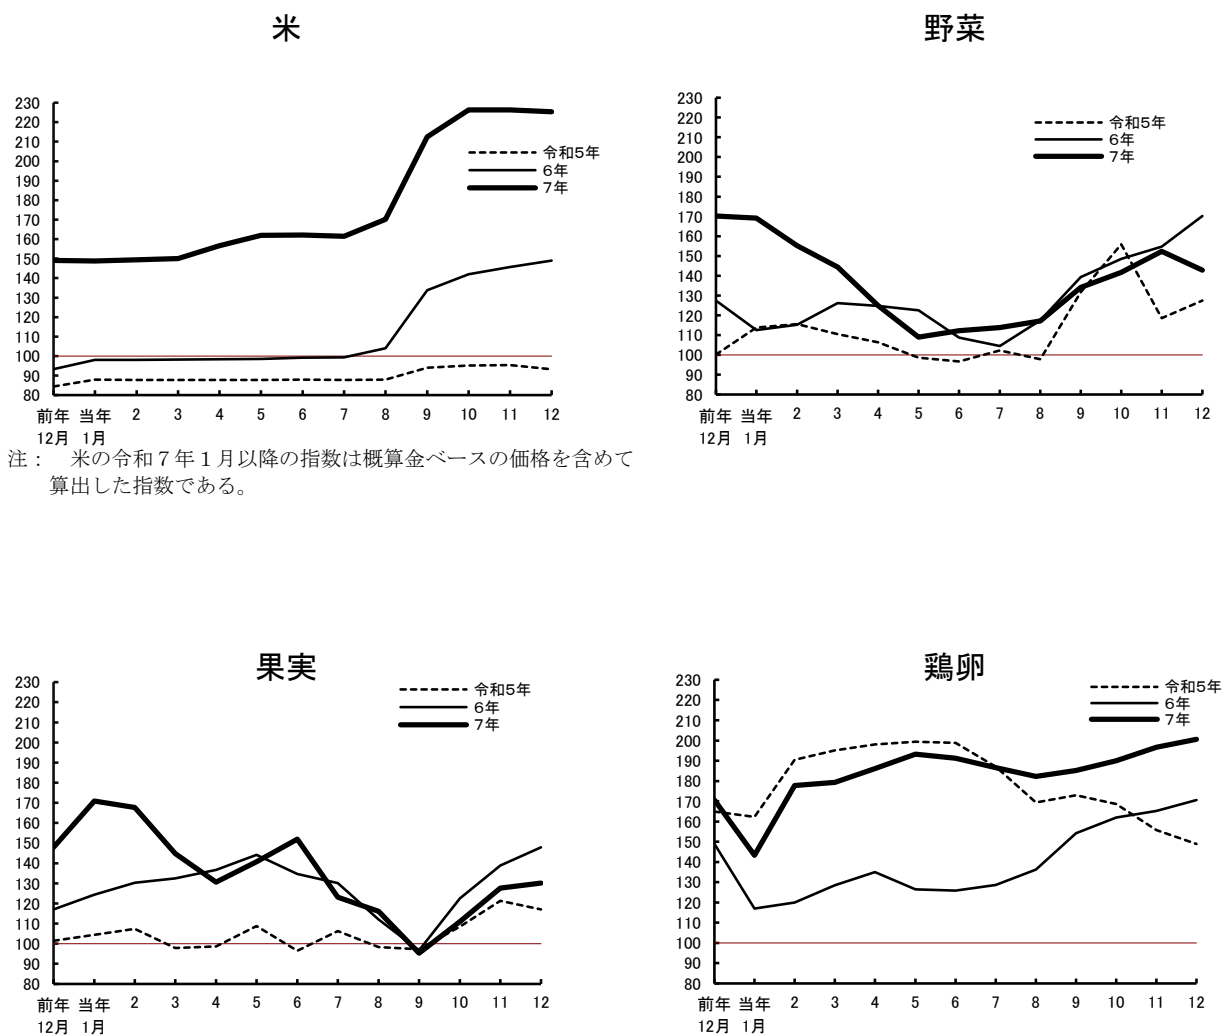 米
230
220
210
200
190
180
170
160
150
140
130
120
110
100
90
80
令和5年
6年
7年
前年 当年 2 3 4 5 6 7 8 9 10 11 12
12月 1月
注： 米の令和７年１月以降の指数は概算金ベースの価格を含めて
算出した指数である。
野菜
230
220
210
200
190
180
170
160
150
140
130
120
110
100
90
80
令和5年
6年
7年
前年 当年 2 3 4 5 6 7 8 9 10 11 12
12月 1月
果実
230
220
210
200
190
180
170
160
150
140
130
120
110
100
90
80
令和5年
6年
7年
前年 当年 2 3 4 5 6 7 8 9 10 11 12
12月 1月
鶏卵
230
220
210
200
190
180
170
160
150
140
130
120
110
100
90
80
令和5年
6年
7年
前年 当年 2 3 4 5 6 7 8 9 10 11 12
12月 1月